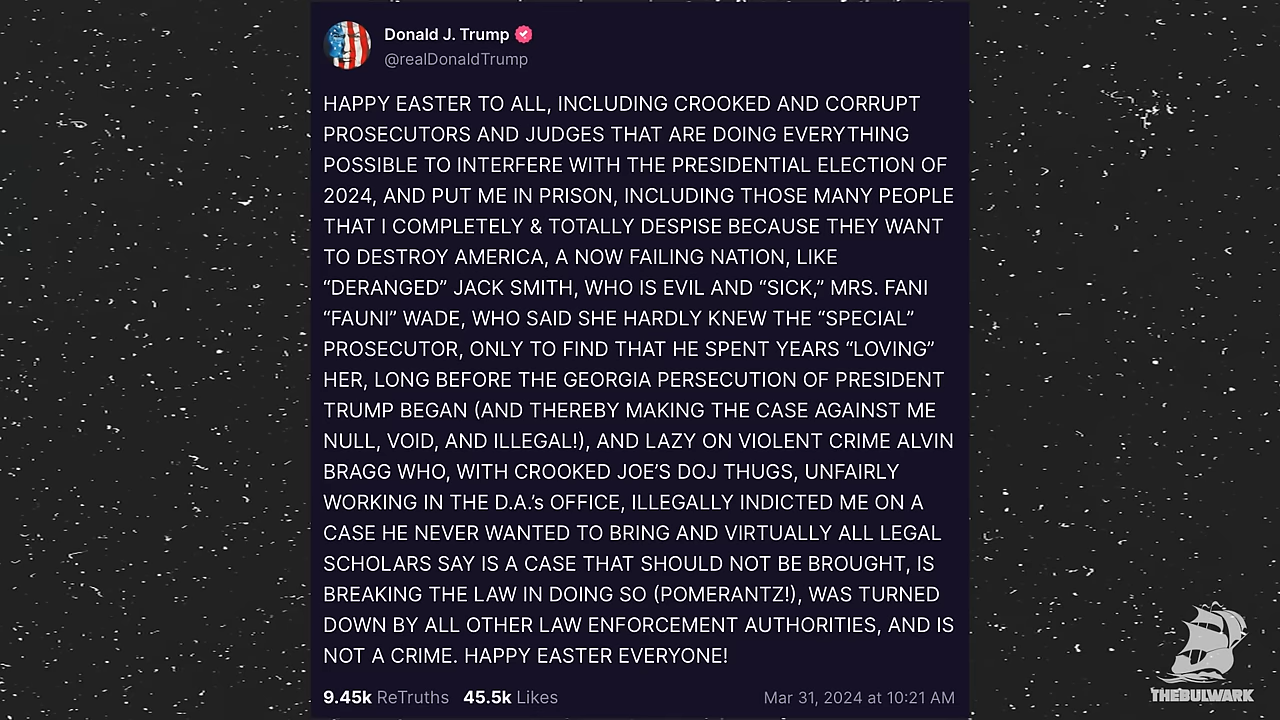 Donald J. Trump
@realDonaldTrump
HAPPY EASTER TO ALL, INCLUDING CROOKED AND CORRUPT
PROSECUTORS AND JUDGES THAT ARE DOING EVERYTHING
POSSIBLE TO INTERFERE WITH THE PRESIDENTIAL ELECTION OF
2024, AND PUT ME IN PRISON, INCLUDING THOSE MANY PEOPLE
THAT I COMPLETELY & TOTALLY DESPISE BECAUSE THEY WANT
TO DESTROY AMERICA, A NOW FAILING NATION, LIKE
“DERANGED” JACK SMITH, WHO IS EVIL AND “SICK,” MRS. FANI
“FAUNI” WADE, WHO SAID SHE HARDLY KNEW THE “SPECIAL”
PROSECUTOR, ONLY TO FIND THAT HE SPENT YEARS “LOVING”
HER, LONG BEFORE THE GEORGIA PERSECUTION OF PRESIDENT
TRUMP BEGAN (AND THEREBY MAKING THE CASE AGAINST ME
NULL, VOID, AND ILLEGAL!), AND LAZY ON VIOLENT CRIME ALVIN
BRAGG WHO, WITH CROOKED JOE’S DOJ THUGS, UNFAIRLY
WORKING IN THE D.A.’s OFFICE, ILLEGALLY INDICTED ME ON A
CASE HE NEVER WANTED TO BRING AND VIRTUALLY ALL LEGAL
SCHOLARS SAY IS A CASE THAT SHOULD NOT BE BROUGHT, IS
BREAKING THE LAW IN DOING SO (POMERANTZ!), WAS TURNED
DOWN BY ALL OTHER LAW ENFORCEMENT AUTHORITIES, AND IS
NOT A CRIME. HAPPY EASTER EVERYONE!
9.45k ReTruths 45.5k Likes Mar 31, 2024 at 10:21 AM
THEBULWARK